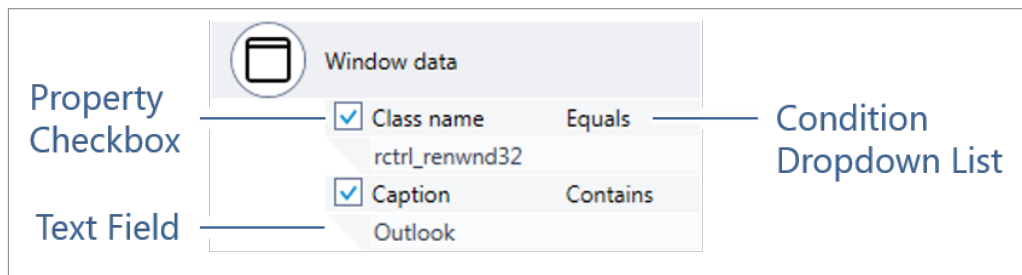 Window data
Property
Checkbox
Class name Equals
Condition
Dropdown List
rctrl_renwnd32
Caption Contains
Text Field
Outlook